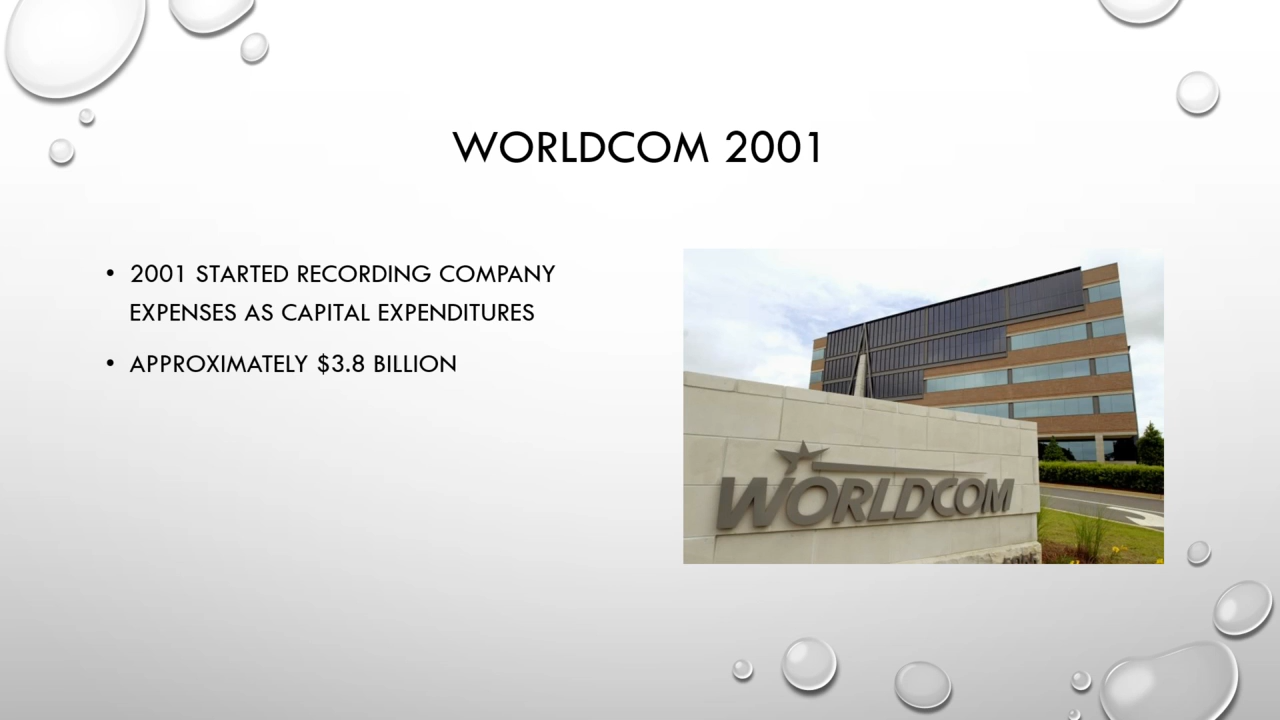 WORLDCOM 2001
• 2001 STARTED RECORDING COMPANY
EXPENSES AS CAPITAL EXPENDITURES
• APPROXIMATELY $3.8 BILLION
WORLDCOM